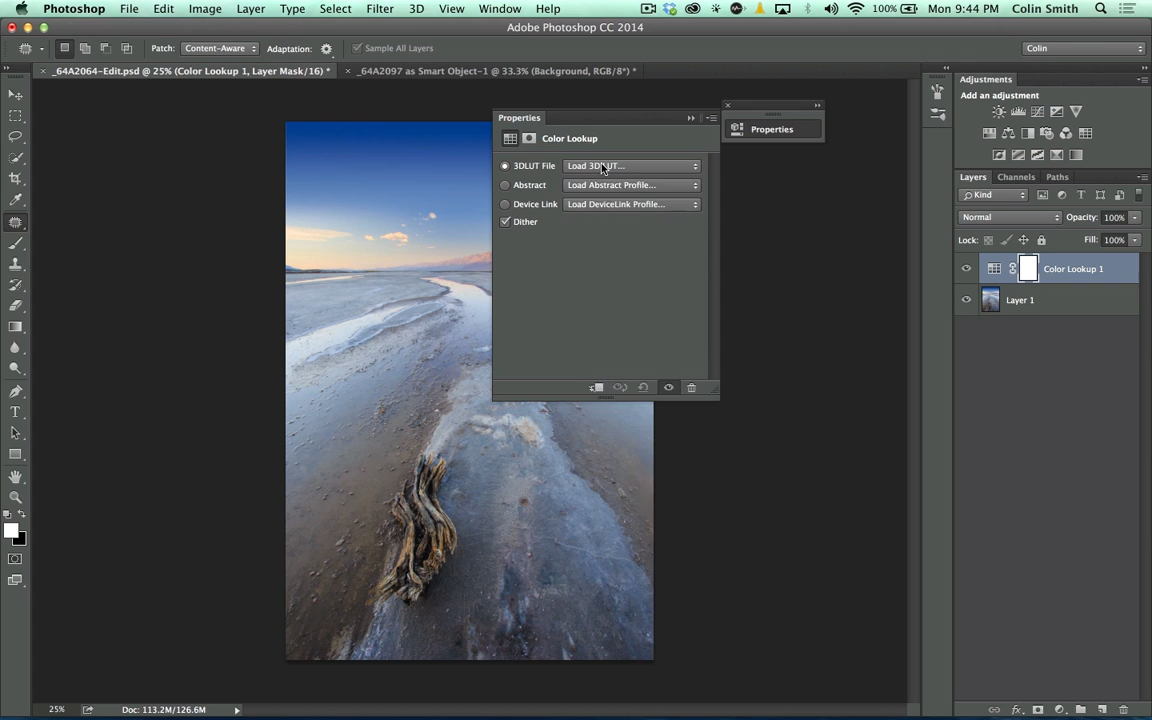 Photoshop File Edit Image Layer Type Select Filter 3D View Window Help 100% Mon 9:44 PM Colin Smith
Adobe Photoshop CC 2014
Patch: Content-Aware Adaptation: Sample All Layers Colin
_64A2064-Edit.psd @ 25% (Color Lookup 1, Layer Mask/16) * _64A2097 as Smart Object-1 @ 33.3% (Background, RGB/8*) *
Properties
Color Lookup
3DLUT File Load 3DLUT...
Abstract Load Abstract Profile...
Device Link Load DeviceLink Profile...
Dither
Properties
Adjustments
Add an adjustment
Layers Channels Paths
Kind
Normal Opacity: 100%
Lock: Fill: 100%
Color Lookup 1
Layer 1
25% Doc: 113.2M/126.6M